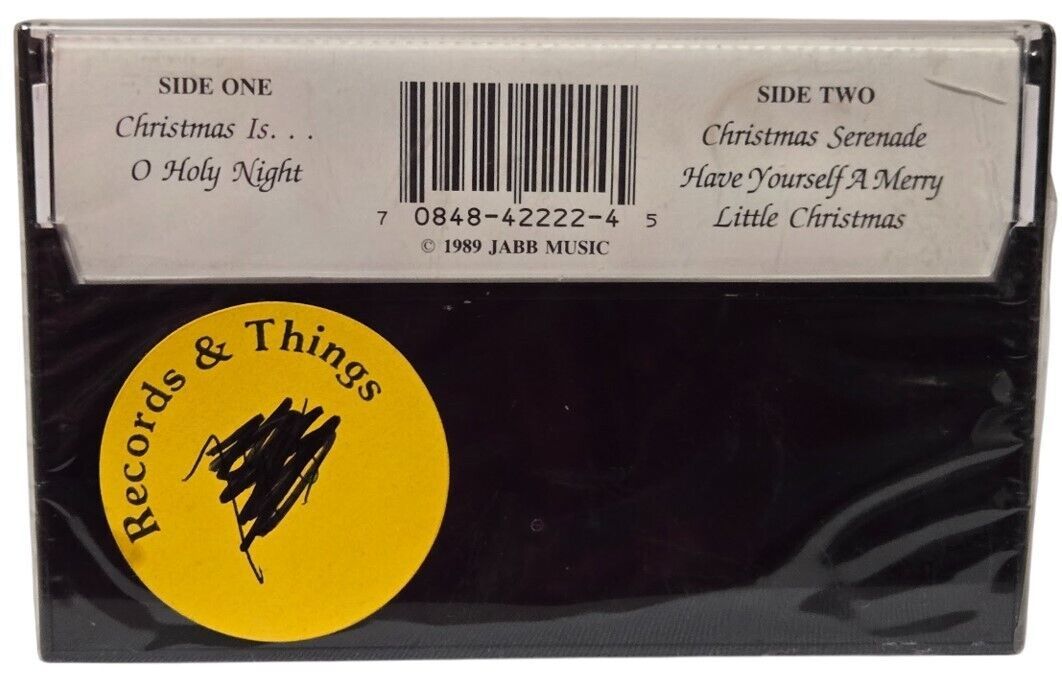 SIDE ONE
Christmas Is. . .
O Holy Night
7 0848-42222-4 5
© 1989 JABB MUSIC
SIDE TWO
Christmas Serenade
Have Yourself A Merry
Little Christmas
Records & Things